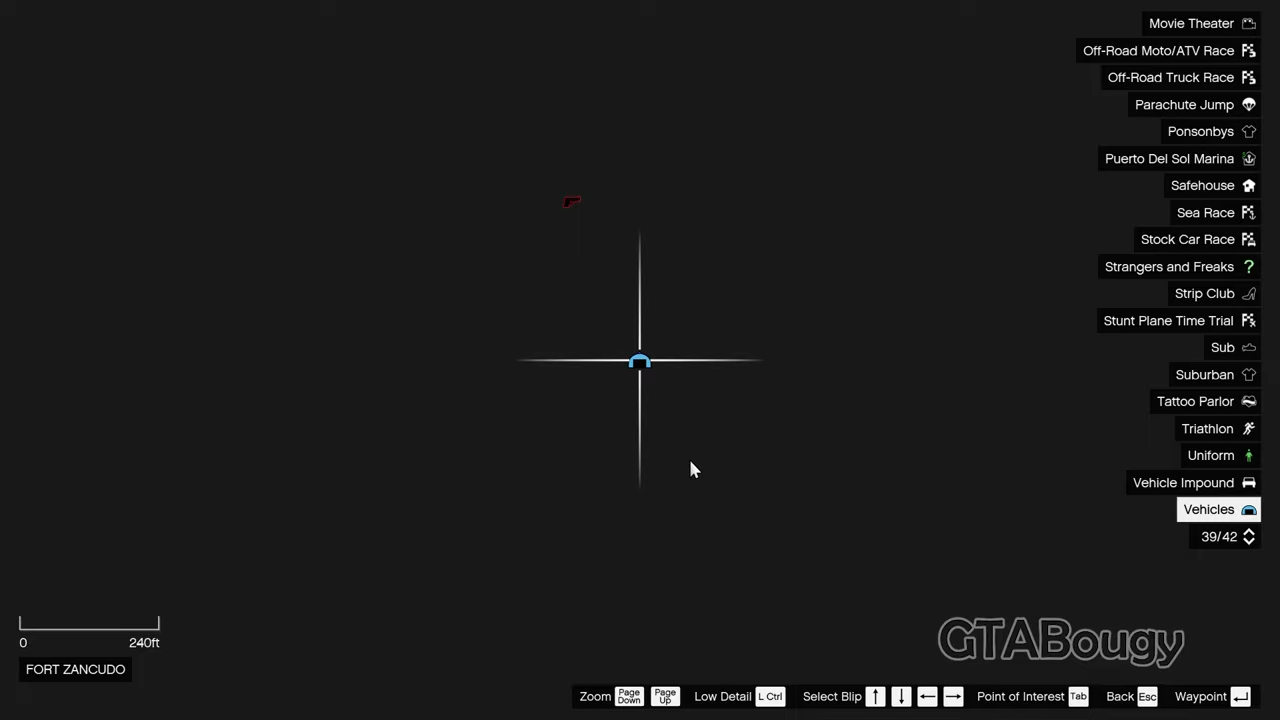 Movie Theater
Off-Road Moto/ATV Race
Off-Road Truck Race
Parachute Jump
Ponsonbys
Puerto Del Sol Marina
Safehouse
Sea Race
Stock Car Race
Strangers and Freaks ?
Strip Club
Stunt Plane Time Trial
Sub
Suburban
Tattoo Parlor
Triathlon
Uniform
Vehicle Impound
Vehicles
39/42
0 240ft
FORT ZANCUDO
GTABougy
Zoom Page Down Page Up Low Detail L Ctrl Select Blip ↑ ↓ ← → Point of Interest Tab Back Esc Waypoint ↵